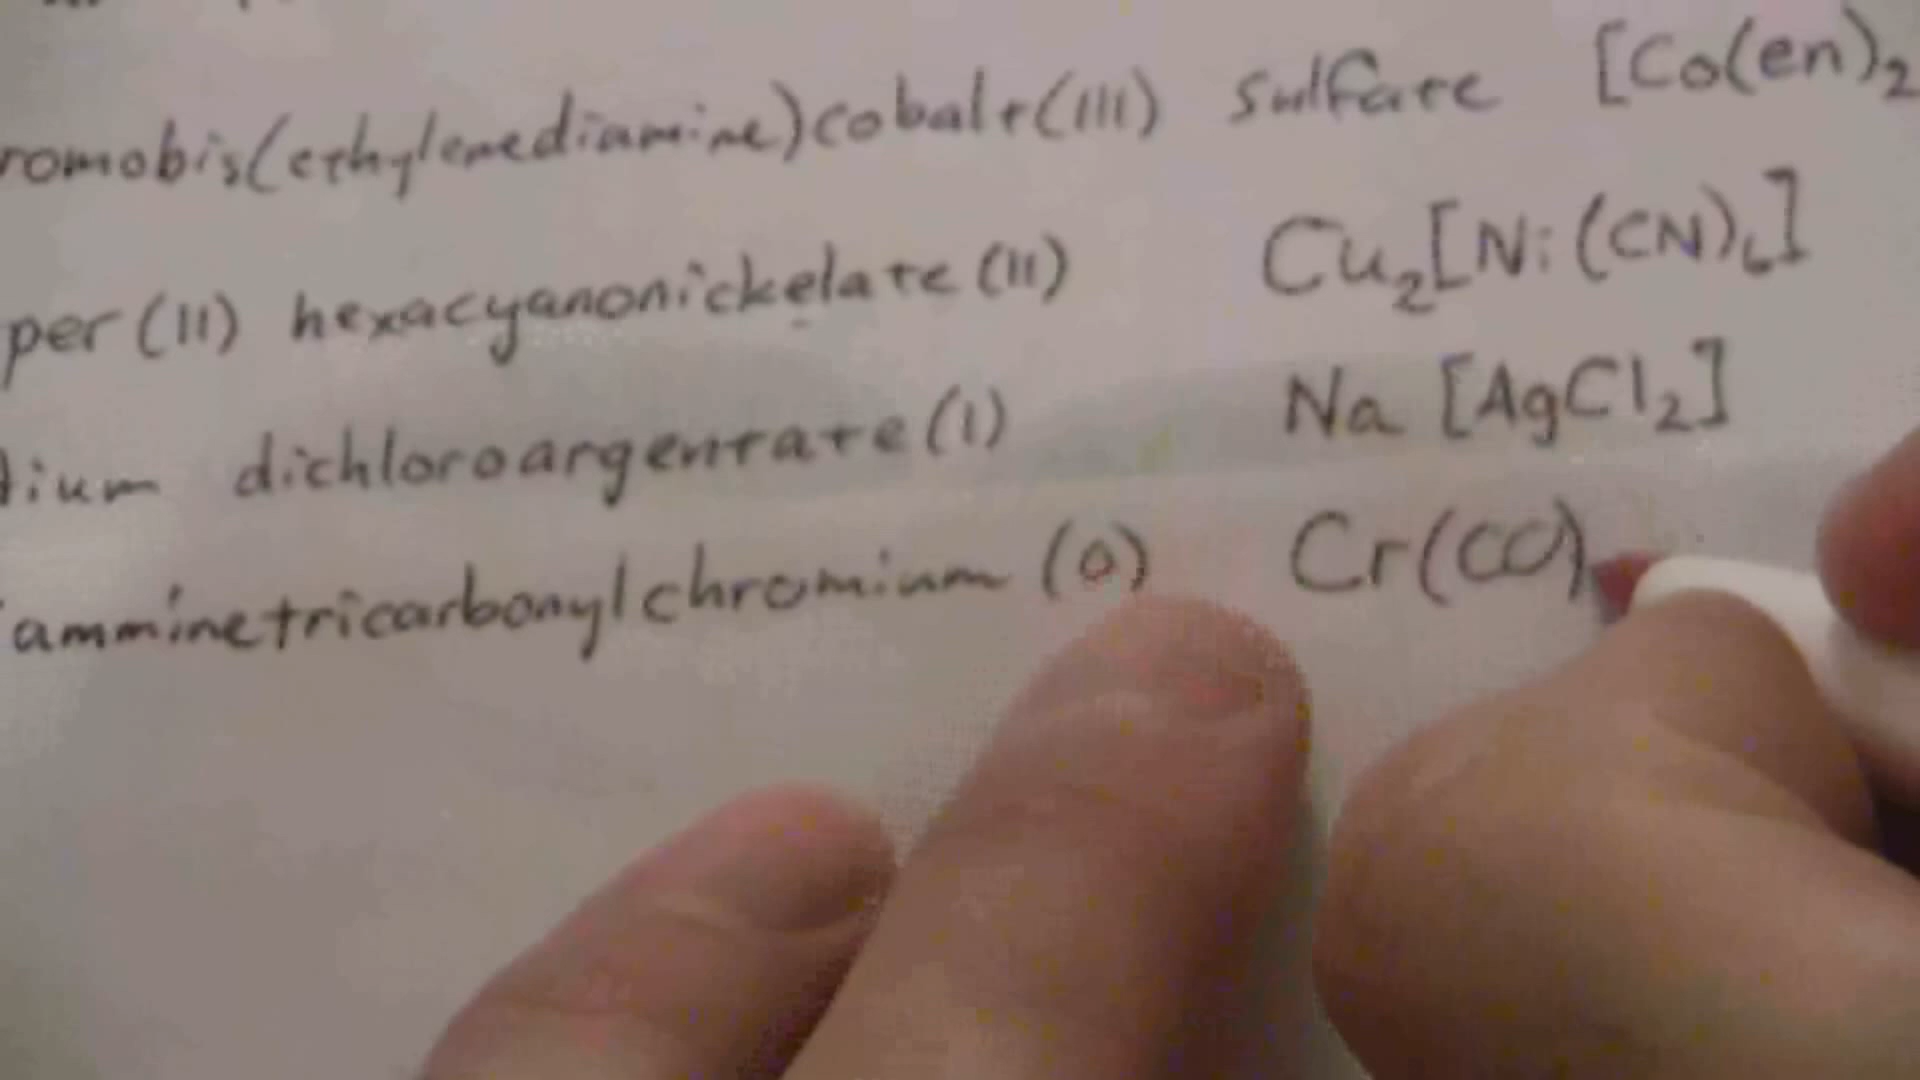 romobis(ethylenediamine)cobalt(III) sulfate [Co(en)2
per(II) hexacyanonickelate(II) Cu2[Ni(CN)6]
dium dichloroargentate(I) Na[AgCl2]
amminetricarbonylchromium(0) Cr(CO)